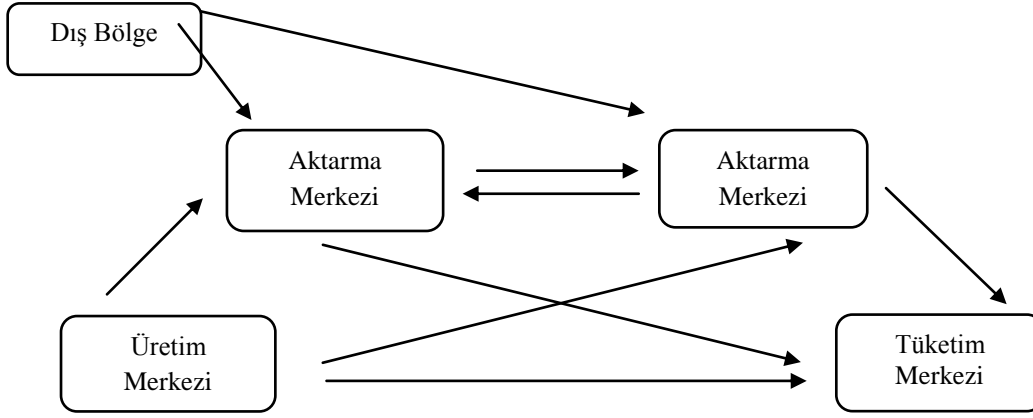 Dış Bölge
Aktarma
Merkezi
Aktarma
Merkezi
Üretim
Merkezi
Tüketim
Merkezi